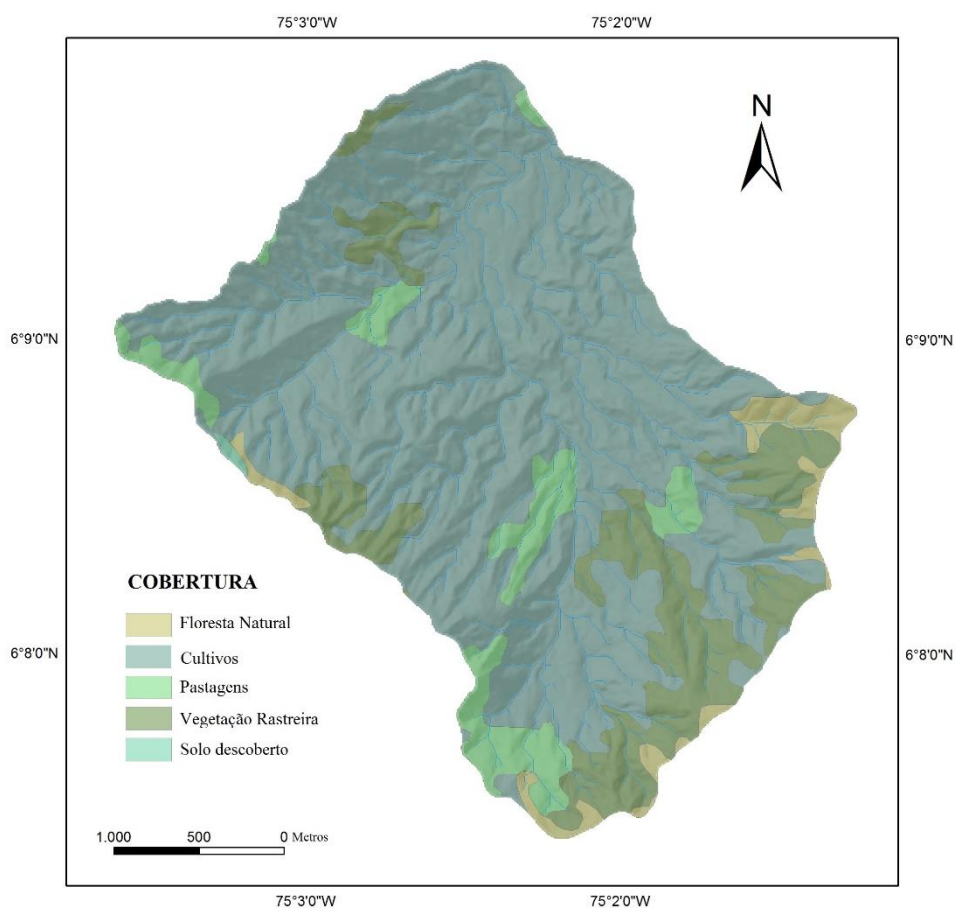 75°3'0"W
75°2'0"W
N
6°9'0"N
6°9'0"N
COBERTURA
Floresta Natural
Cultivos
Pastagens
Vegetação Rastreira
Solo descoberto
6°8'0"N
6°8'0"N
1.000 500 0 Metros
75°3'0"W
75°2'0"W